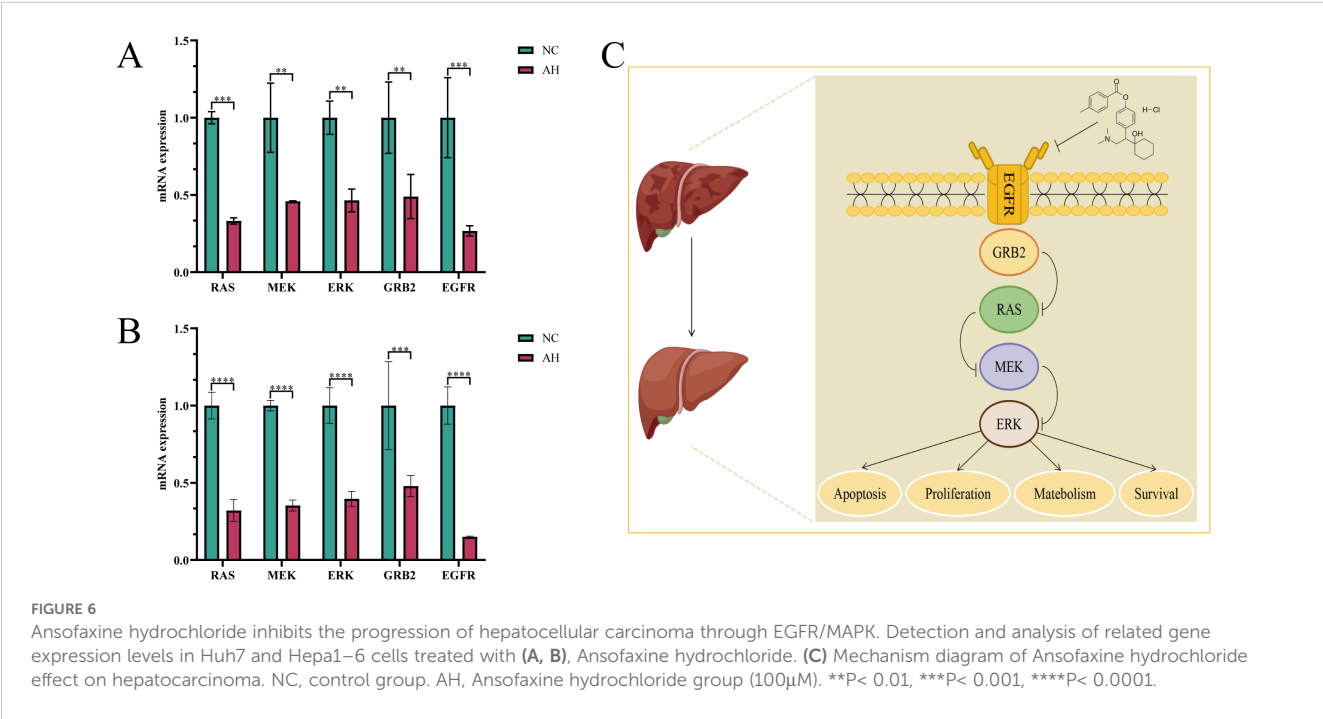 A
1.5
1.0
0.5
0.0
mRNA expression
NC
AH
***
**
**
**
***
RAS
MEK
ERK
GRB2
EGFR
B
1.5
1.0
0.5
0.0
mRNA expression
NC
AH
****
****
****
***
****
RAS
MEK
ERK
GRB2
EGFR
C
O
O
H-Cl
OH
N
EGFR
GRB2
RAS
MEK
ERK
Apoptosis
Proliferation
Matebolism
Survival
FIGURE 6
Ansofaxine hydrochloride inhibits the progression of hepatocellular carcinoma through EGFR/MAPK. Detection and analysis of related gene
expression levels in Huh7 and Hepa1–6 cells treated with (A, B), Ansofaxine hydrochloride. (C) Mechanism diagram of Ansofaxine hydrochloride
effect on hepatocarcinoma. NC, control group. AH, Ansofaxine hydrochloride group (100μM). **P< 0.01, ***P< 0.001, ****P< 0.0001.